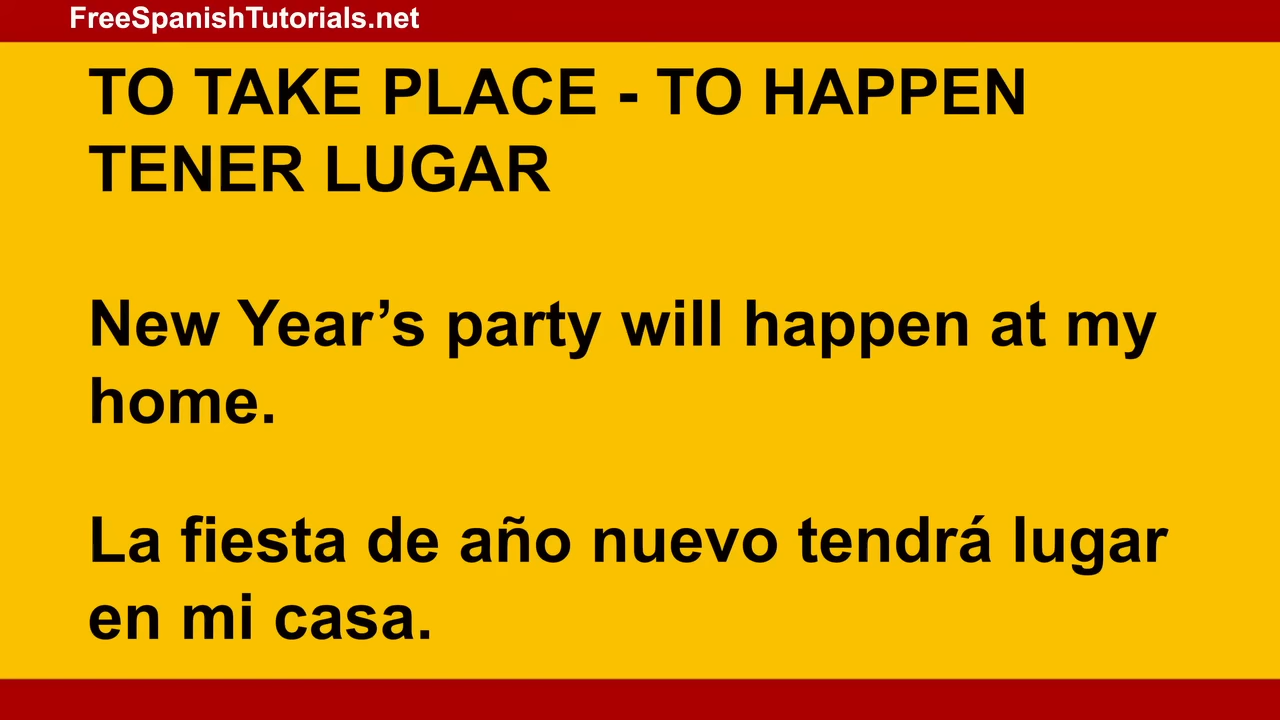 FreeSpanishTutorials.net
TO TAKE PLACE - TO HAPPEN
TENER LUGAR
New Year’s party will happen at my
home.
La fiesta de año nuevo tendrá lugar
en mi casa.